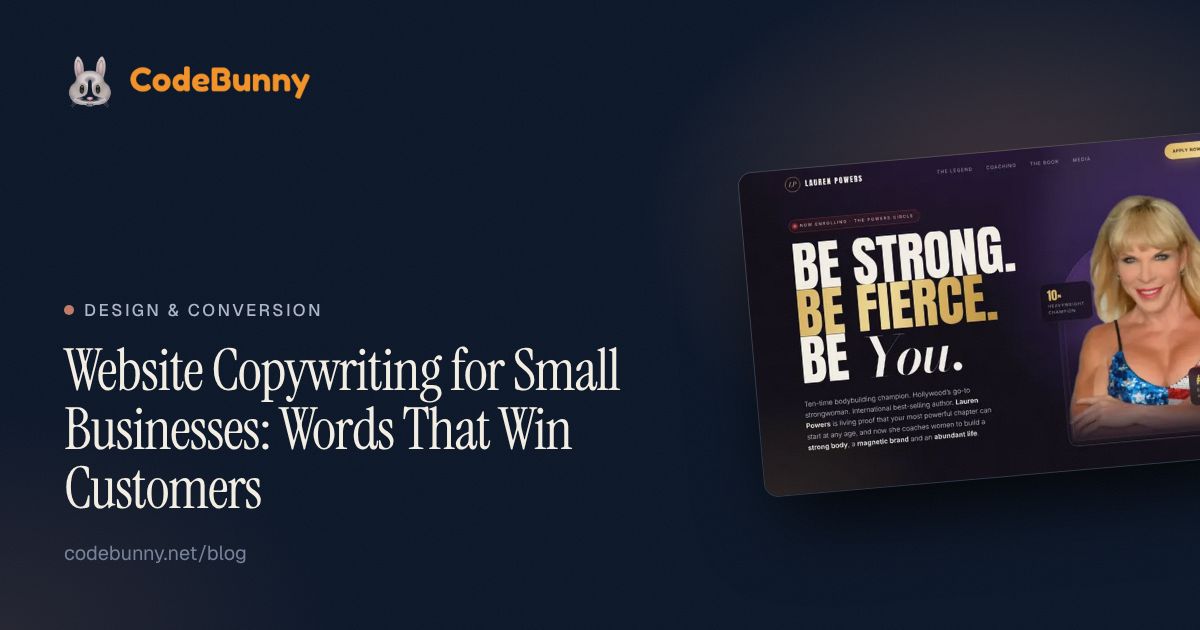 CodeBunny
DESIGN & CONVERSION
Website Copywriting for Small
Businesses: Words That Win
Customers
codebunny.net/blog
LP LAUREN POWERS
THE LEGEND COACHING THE BOOK MEDIA
APPLY NOW
NOW ENROLLING · THE POWERS CIRCLE
BE STRONG.
BE FIERCE.
BE You.
Ten-time bodybuilding champion. Hollywood's go-to
strongwoman. International best-selling author. Lauren
Powers is living proof that your most powerful chapter can
start at any age, and now she coaches women to build a
strong body, a magnetic brand and an abundant life.
10×
HEAVYWEIGHT
CHAMPION